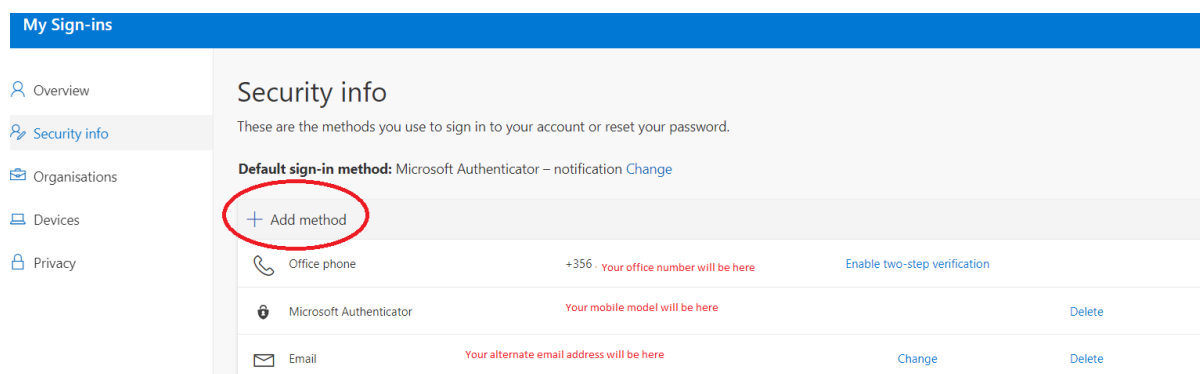 My Sign-ins
Overview
Security info
Organisations
Devices
Privacy
Security info
These are the methods you use to sign in to your account or reset your password.
Default sign-in method: Microsoft Authenticator – notification Change
+ Add method
Office phone +356 . Your office number will be here Enable two-step verification
Microsoft Authenticator Your mobile model will be here Delete
Email Your alternate email address will be here Change Delete